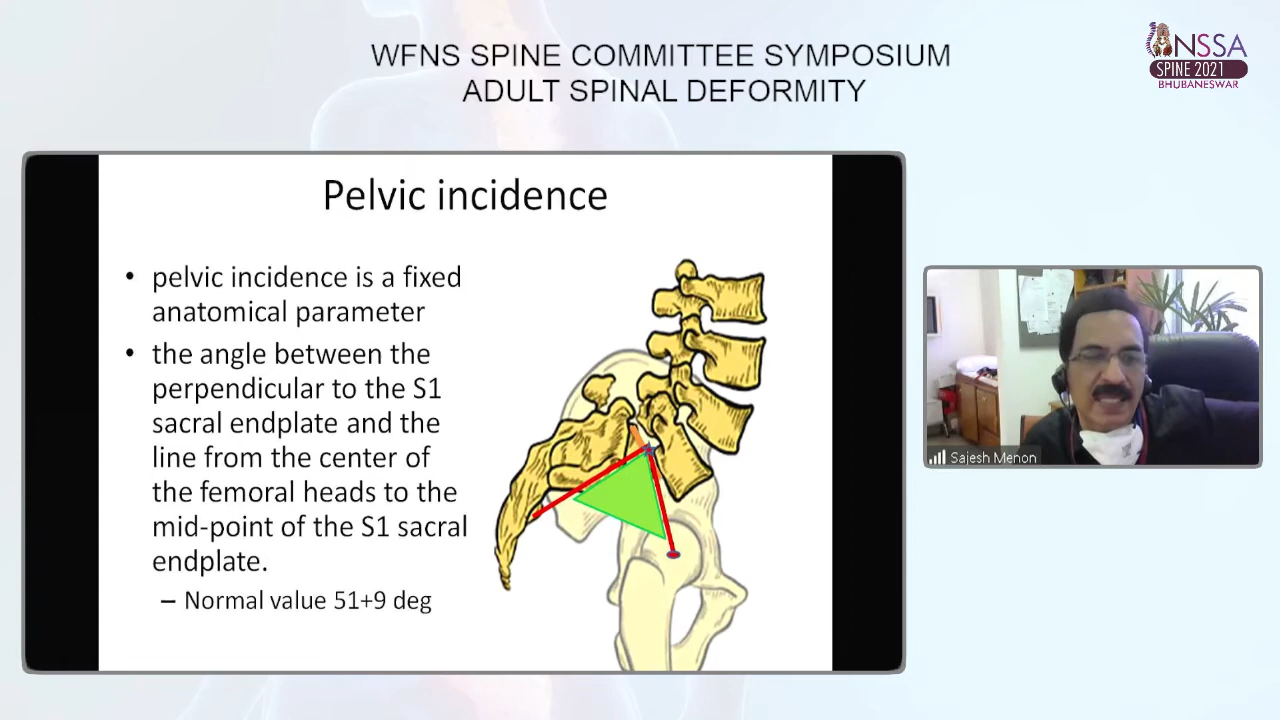 WFNS SPINE COMMITTEE SYMPOSIUM
ADULT SPINAL DEFORMITY
NSSA
SPINE 2021
BHUBANESWAR
Pelvic incidence
• pelvic incidence is a fixed
anatomical parameter
• the angle between the
perpendicular to the S1
sacral endplate and the
line from the center of
the femoral heads to the
mid-point of the S1 sacral
endplate.
– Normal value 51+9 deg
Sajesh Menon